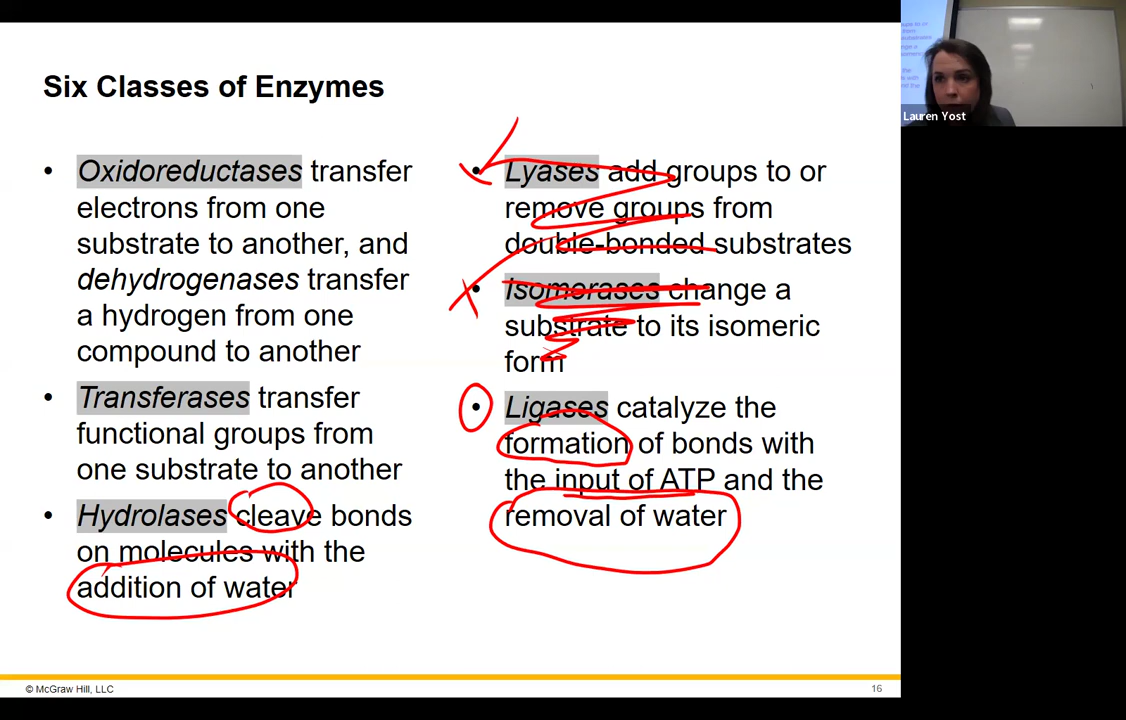 Six Classes of Enzymes
• Oxidoreductases transfer
electrons from one
substrate to another, and
dehydrogenases transfer
a hydrogen from one
compound to another
• Transferases transfer
functional groups from
one substrate to another
• Hydrolases cleave bonds
on molecules with the
addition of water
• Lyases add groups to or
remove groups from
double-bonded substrates
• Isomerases change a
substrate to its isomeric
form
• Ligases catalyze the
formation of bonds with
the input of ATP and the
removal of water
© McGraw Hill, LLC
16
Lauren Yost